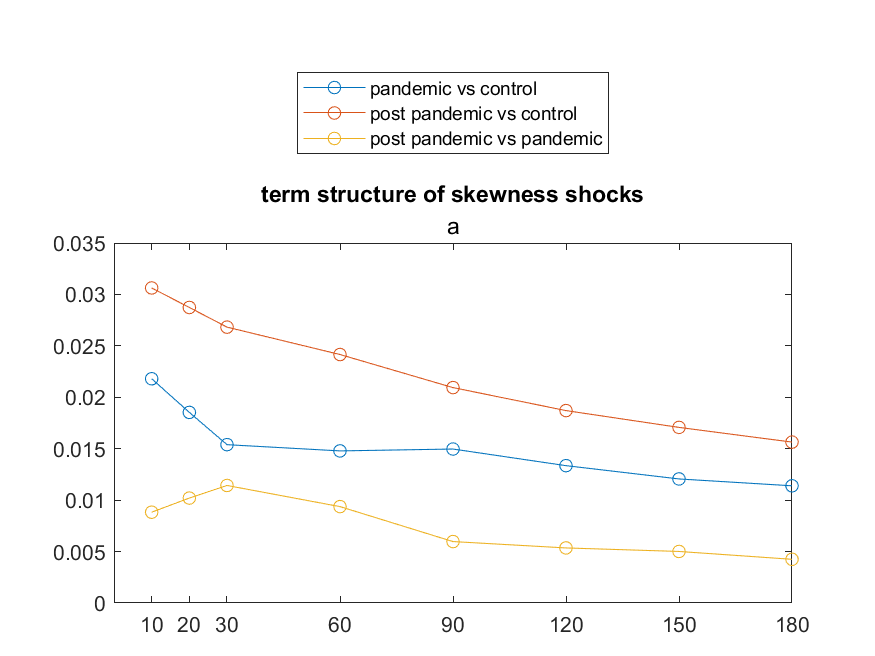 pandemic vs control
post pandemic vs control
post pandemic vs pandemic
term structure of skewness shocks
a
0.035
0.03
0.025
0.02
0.015
0.01
0.005
0
10 20 30 60 90 120 150 180